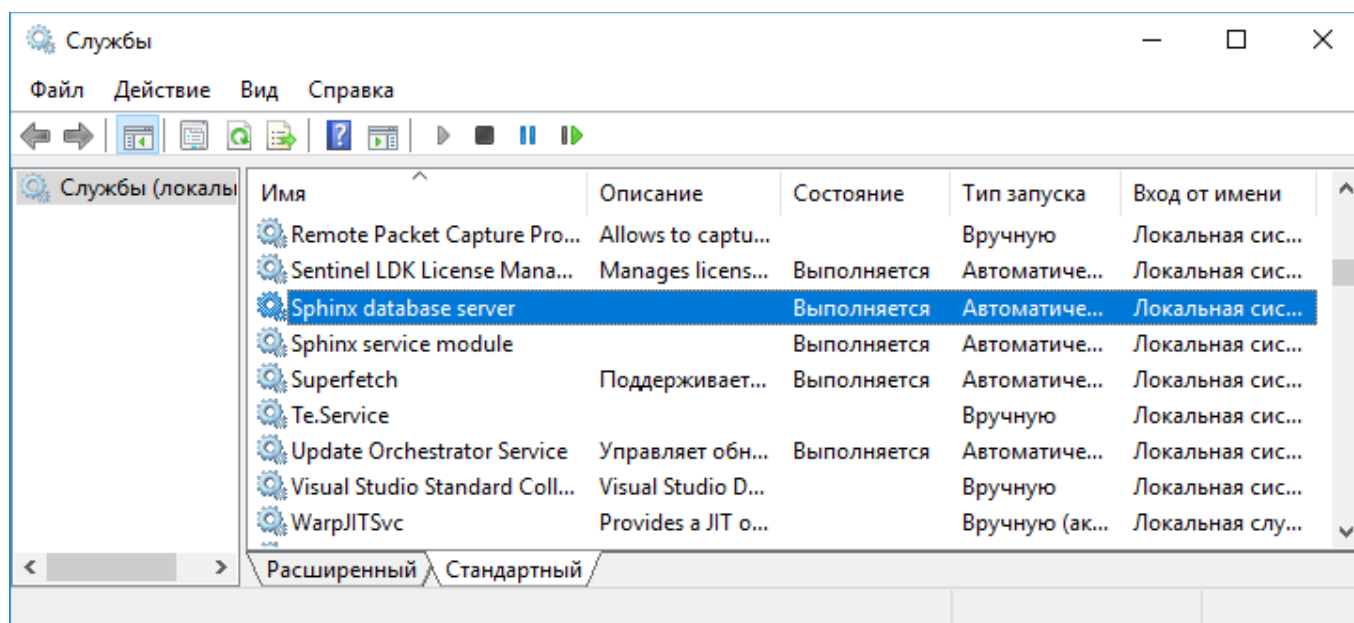 Службы
Файл Действие Вид Справка
Службы (локалы
Имя Описание Состояние Тип запуска Вход от имени
Remote Packet Capture Pro... Allows to captu... Вручную Локальная сис...
Sentinel LDK License Mana... Manages licens... Выполняется Автоматиче... Локальная сис...
Sphinx database server Выполняется Автоматиче... Локальная сис...
Sphinx service module Выполняется Автоматиче... Локальная сис...
Superfetch Поддерживает... Выполняется Автоматиче... Локальная сис...
Te.Service Вручную Локальная сис...
Update Orchestrator Service Управляет обн... Выполняется Автоматиче... Локальная сис...
Visual Studio Standard Coll... Visual Studio D... Вручную Локальная сис...
WarpJITSvc Provides a JIT o... Вручную (ак... Локальная слу...
Расширенный Стандартный